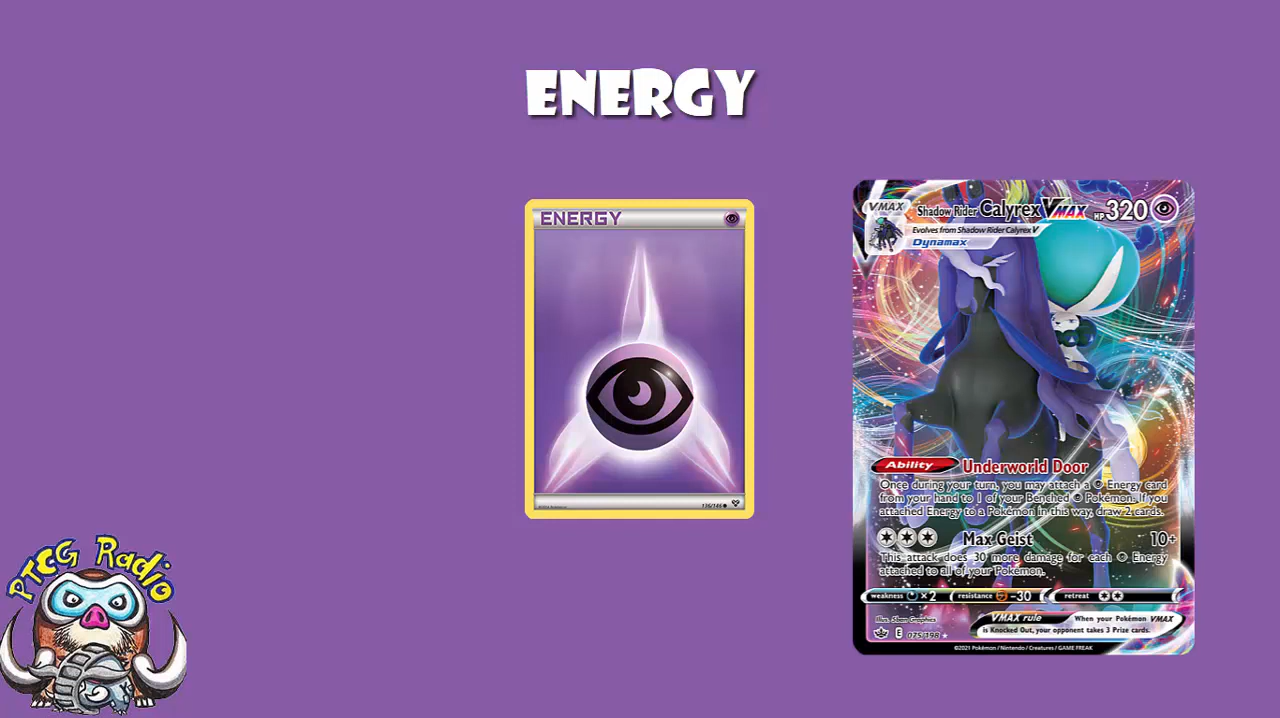 ENERGY
ENERGY
136/146
VMAX
Shadow Rider Calyrex VMAX HP 320
Evolves from Shadow Rider Calyrex V
Dynamax
Ability Underworld Door
Once during your turn, you may attach a Energy card
from your hand to 1 of your Benched Pokémon. If you
attached Energy to a Pokémon in this way, draw 2 cards.
Max Geist 10+
This attack does 30 more damage for each Energy
attached to all of your Pokémon.
weakness ×2 resistance -30 retreat
VMAX rule When your Pokémon VMAX
is Knocked Out, your opponent takes 3 Prize cards.
Illus. 5ban Graphics
E 075/198
©2021 Pokémon / Nintendo / Creatures / GAME FREAK
PTCG Radio